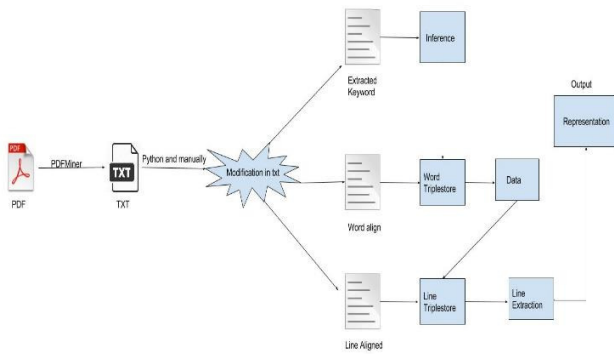 PDF
PDF
PDFMiner
TXT
TXT
Python and manually
Modification in txt
Extracted
Keyword
Inference
Word align
Word
Triplestore
Data
Line Aligned
Line
Triplestore
Line
Extraction
Output
Representation